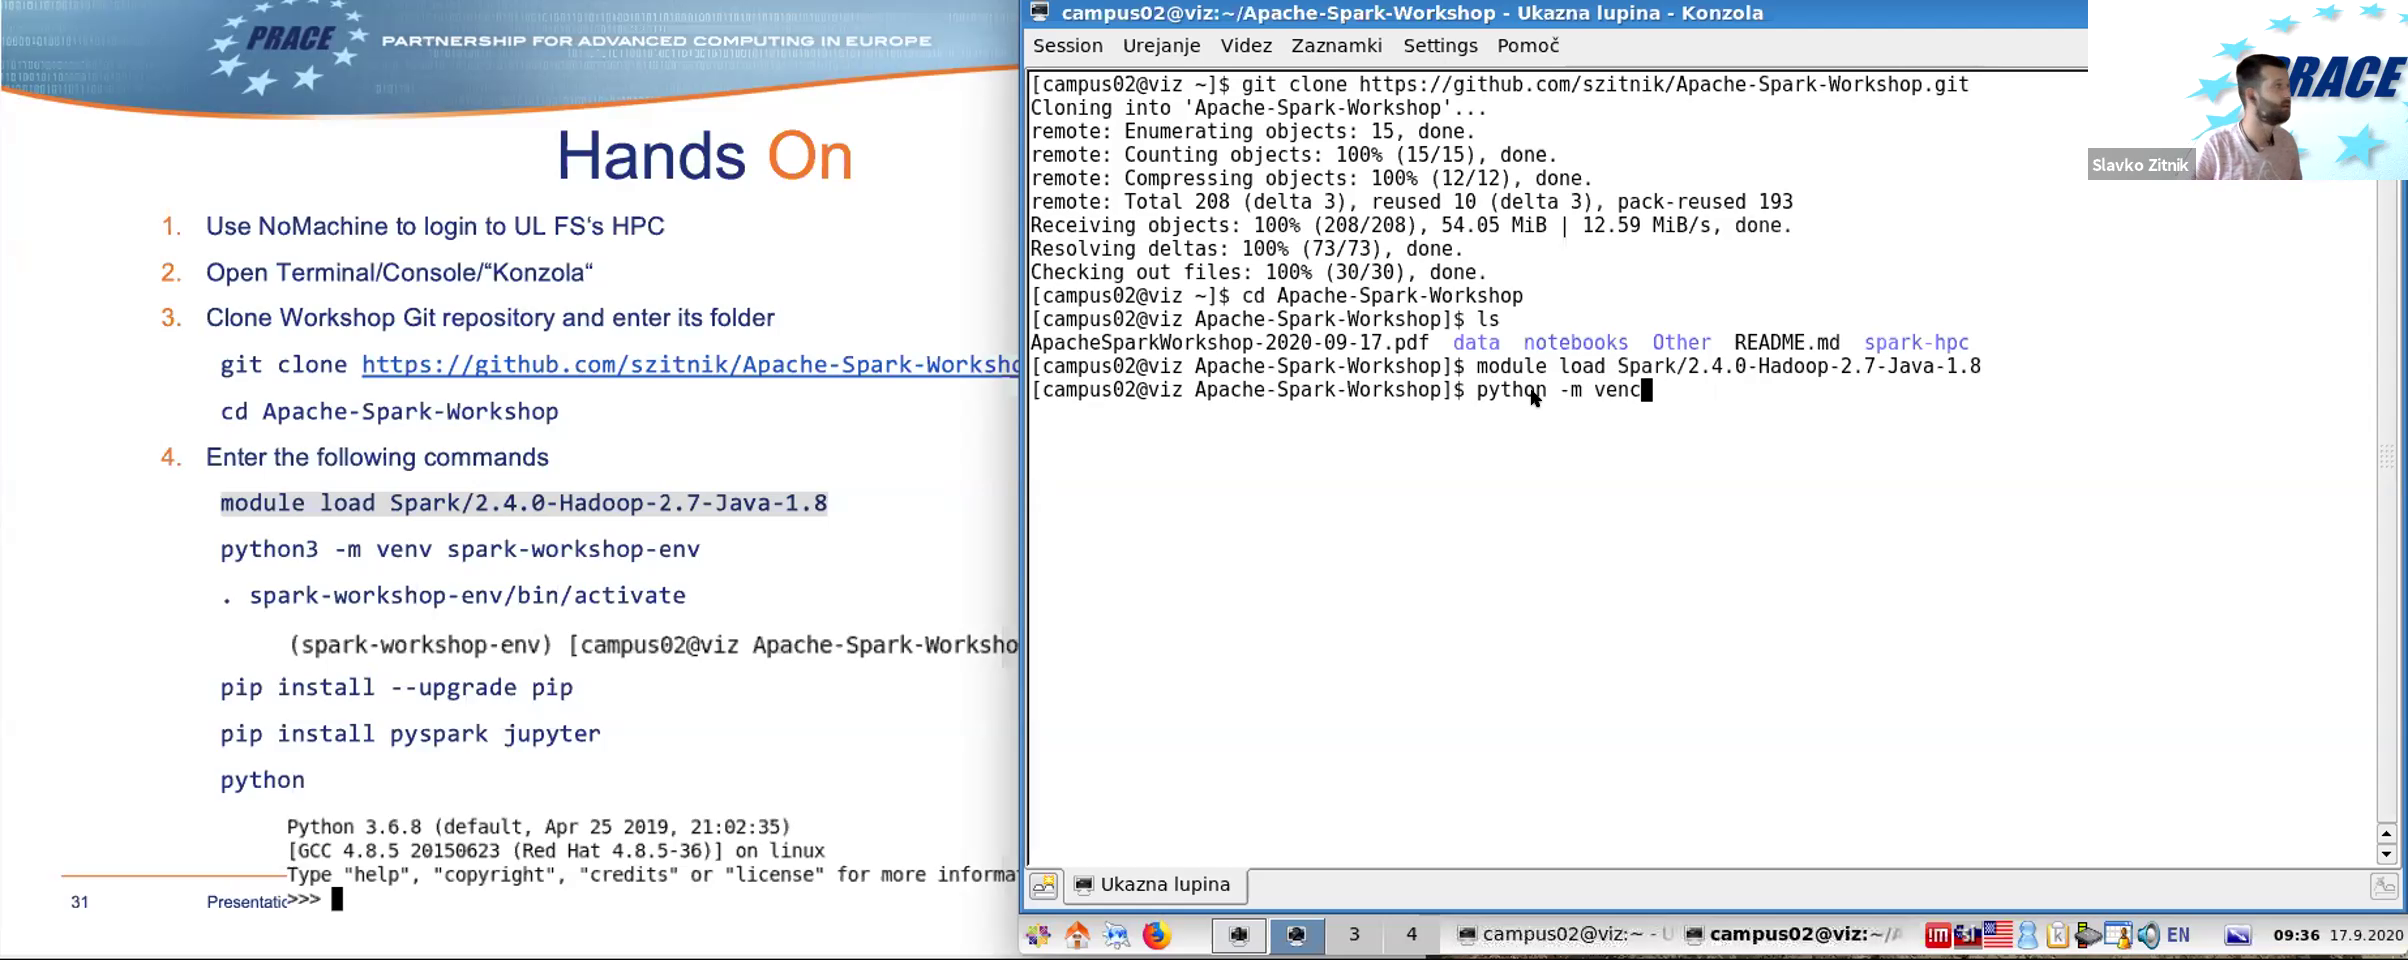 PRACE
PARTNERSHIP FOR ADVANCED COMPUTING IN EUROPE
Hands On
1. Use NoMachine to login to UL FS's HPC
2. Open Terminal/Console/“Konzola“
3. Clone Workshop Git repository and enter its folder
git clone https://github.com/szitnik/Apache-Spark-Worksho
cd Apache-Spark-Workshop
4. Enter the following commands
module load Spark/2.4.0-Hadoop-2.7-Java-1.8
python3 -m venv spark-workshop-env
. spark-workshop-env/bin/activate
(spark-workshop-env) [campus02@viz Apache-Spark-Worksho
pip install --upgrade pip
pip install pyspark jupyter
python
Python 3.6.8 (default, Apr 25 2019, 21:02:35)
[GCC 4.8.5 20150623 (Red Hat 4.8.5-36)] on linux
Type "help", "copyright", "credits" or "license" for more informa
>>>
31 Presentatic
campus02@viz:~/Apache-Spark-Workshop - Ukazna lupina - Konzola
Session Urejanje Videz Zaznamki Settings Pomoč
[campus02@viz ~]$ git clone https://github.com/szitnik/Apache-Spark-Workshop.git
Cloning into 'Apache-Spark-Workshop'...
remote: Enumerating objects: 15, done.
remote: Counting objects: 100% (15/15), done.
remote: Compressing objects: 100% (12/12), done.
remote: Total 208 (delta 3), reused 10 (delta 3), pack-reused 193
Receiving objects: 100% (208/208), 54.05 MiB | 12.59 MiB/s, done.
Resolving deltas: 100% (73/73), done.
Checking out files: 100% (30/30), done.
[campus02@viz ~]$ cd Apache-Spark-Workshop
[campus02@viz Apache-Spark-Workshop]$ ls
ApacheSparkWorkshop-2020-09-17.pdf data notebooks Other README.md spark-hpc
[campus02@viz Apache-Spark-Workshop]$ module load Spark/2.4.0-Hadoop-2.7-Java-1.8
[campus02@viz Apache-Spark-Workshop]$ python -m venc
Ukazna lupina
3 4 campus02@viz:~ - U campus02@viz:~/A EN 09:36 17.9.2020
PRACE
Slavko Zitnik